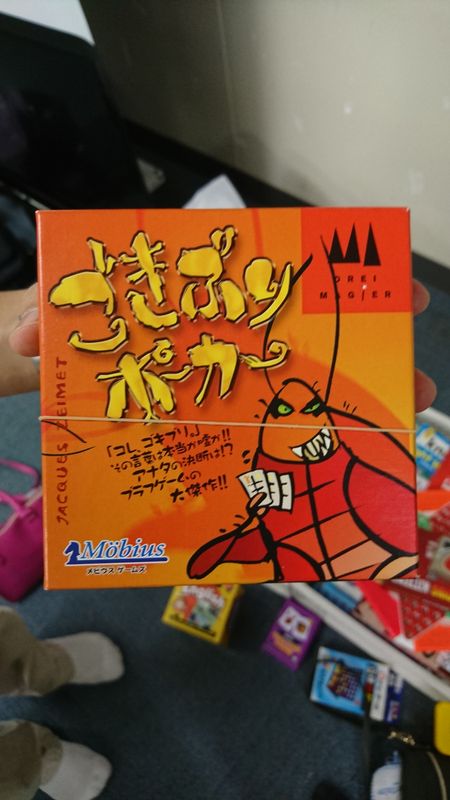 ごきぶり
ポーカー
DREI
MAGIER
JACQUES ZEIMET
「コレ、ゴキブリ。」
その言葉は本当か嘘か!!
アナタの決断は!?
ブラフゲームの
大傑作!!
Möbius
メビウス ゲームズ